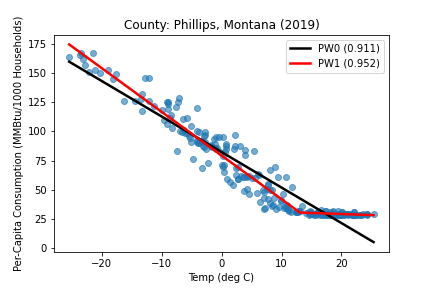 County: Phillips, Montana (2019)
Per-Capita Consumption (MMBtu/1000 Households)
175
150
125
100
75
50
25
0
PW0 (0.911)
PW1 (0.952)
−20
−10
0
10
20
Temp (deg C)